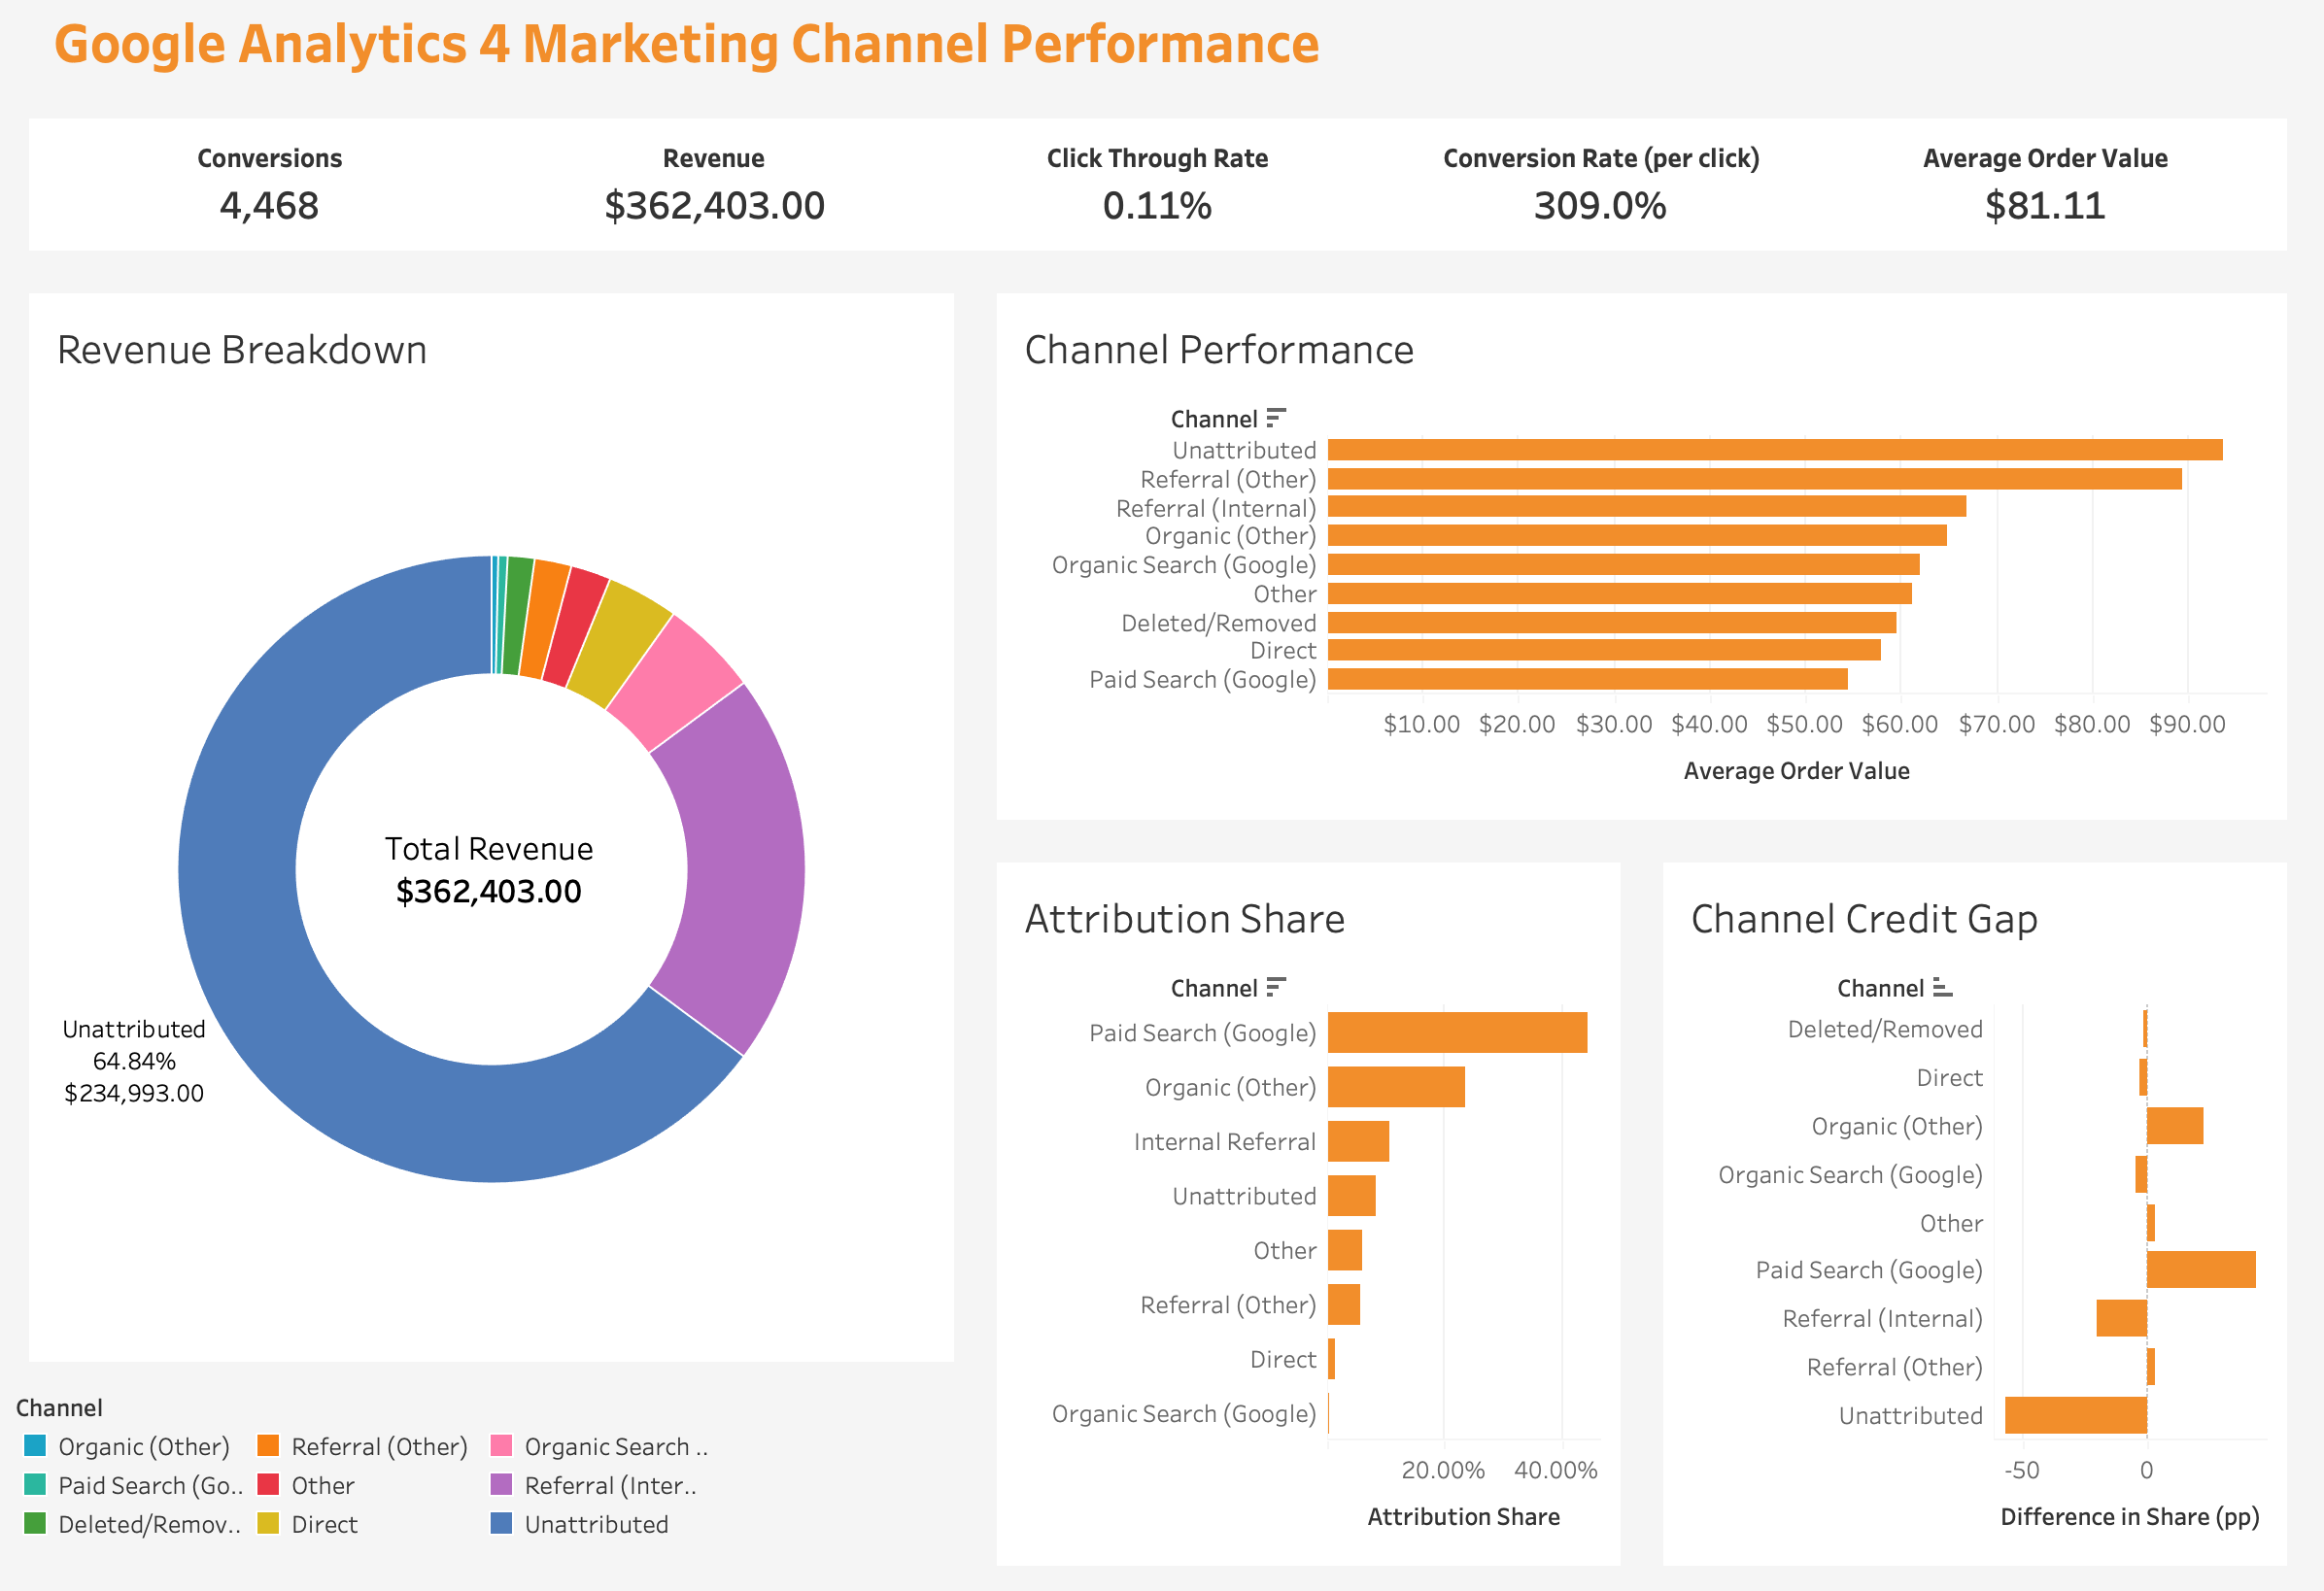 Google Analytics 4 Marketing Channel Performance
Conversions
4,468
Revenue
$362,403.00
Click Through Rate
0.11%
Conversion Rate (per click)
309.0%
Average Order Value
$81.11
Revenue Breakdown
Total Revenue
$362,403.00
Unattributed
64.84%
$234,993.00
Channel
Organic (Other)
Paid Search (Go..
Deleted/Remov..
Referral (Other)
Other
Direct
Organic Search ..
Referral (Inter..
Unattributed
Channel Performance
Channel
Unattributed
Referral (Other)
Referral (Internal)
Organic (Other)
Organic Search (Google)
Other
Deleted/Removed
Direct
Paid Search (Google)
$10.00 $20.00 $30.00 $40.00 $50.00 $60.00 $70.00 $80.00 $90.00
Average Order Value
Attribution Share
Channel
Paid Search (Google)
Organic (Other)
Internal Referral
Unattributed
Other
Referral (Other)
Direct
Organic Search (Google)
20.00% 40.00%
Attribution Share
Channel Credit Gap
Channel
Deleted/Removed
Direct
Organic (Other)
Organic Search (Google)
Other
Paid Search (Google)
Referral (Internal)
Referral (Other)
Unattributed
-50 0
Difference in Share (pp)